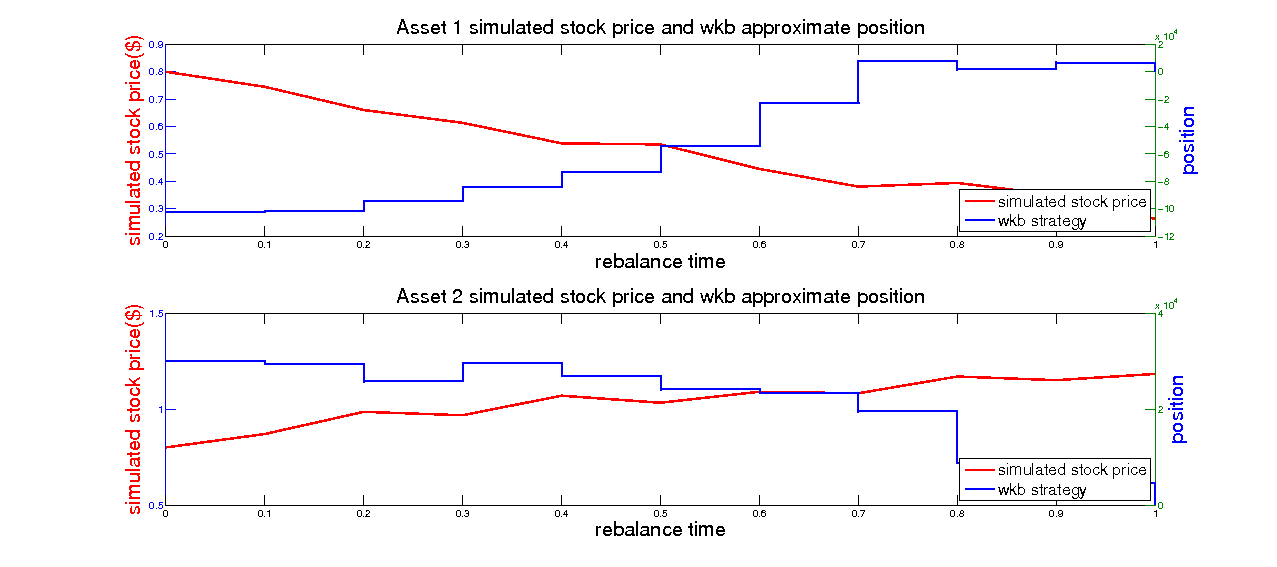 Asset 1 simulated stock price and wkb approximate position
x 10^4
simulated stock price($)
0.9
0.8
0.7
0.6
0.5
0.4
0.3
0.2
2
0
-2
-4
-6
-8
-10
-12
position
simulated stock price
wkb strategy
0 0.1 0.2 0.3 0.4 0.5 0.6 0.7 0.8 0.9 1
rebalance time
Asset 2 simulated stock price and wkb approximate position
x 10^4
simulated stock price($)
1.5
1
0.5
4
2
0
position
simulated stock price
wkb strategy
0 0.1 0.2 0.3 0.4 0.5 0.6 0.7 0.8 0.9 1
rebalance time